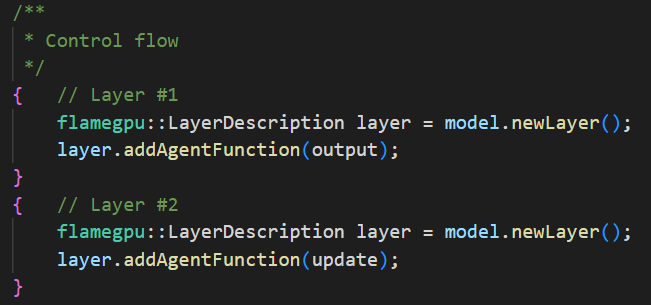 /**
 * Control flow
 */
{   // Layer #1
    flamegpu::LayerDescription layer = model.newLayer();
    layer.addAgentFunction(output);
}
{   // Layer #2
    flamegpu::LayerDescription layer = model.newLayer();
    layer.addAgentFunction(update);
}